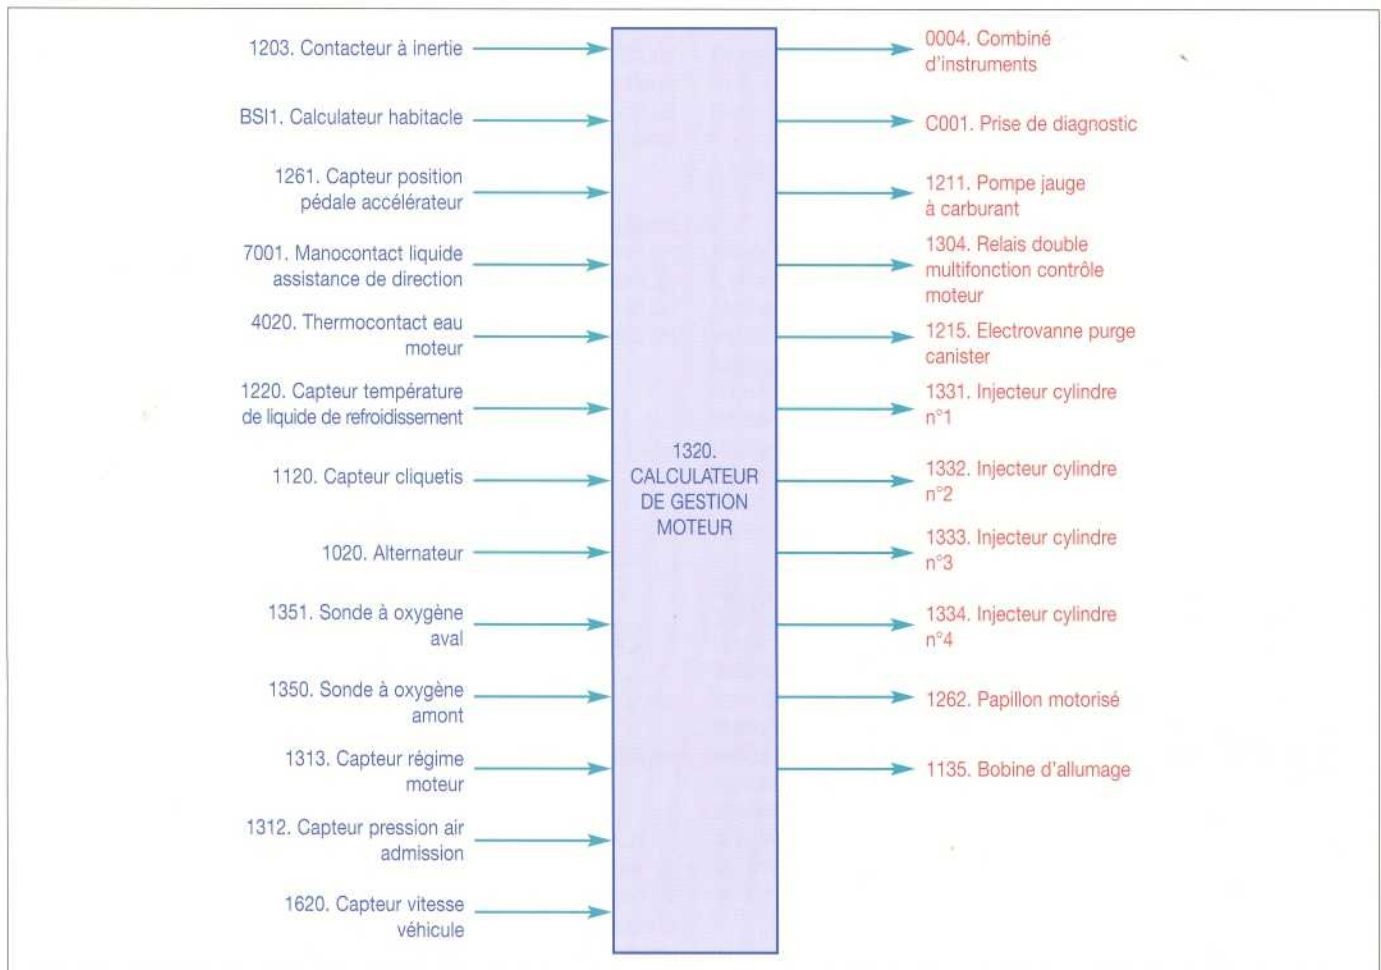 1203. Contacteur à inertie
BSI1. Calculateur habitacle
1261. Capteur position
pédale accélérateur
7001. Manocontact liquide
assistance de direction
4020. Thermocontact eau
moteur
1220. Capteur température
de liquide de refroidissement
1120. Capteur cliquetis
1020. Alternateur
1351. Sonde à oxygène
aval
1350. Sonde à oxygène
amont
1313. Capteur régime
moteur
1312. Capteur pression air
admission
1620. Capteur vitesse
véhicule
1320.
CALCULATEUR
DE GESTION
MOTEUR
0004. Combiné
d'instruments
C001. Prise de diagnostic
1211. Pompe jauge
à carburant
1304. Relais double
multifonction contrôle
moteur
1215. Electrovanne purge
canister
1331. Injecteur cylindre
n°1
1332. Injecteur cylindre
n°2
1333. Injecteur cylindre
n°3
1334. Injecteur cylindre
n°4
1262. Papillon motorisé
1135. Bobine d'allumage